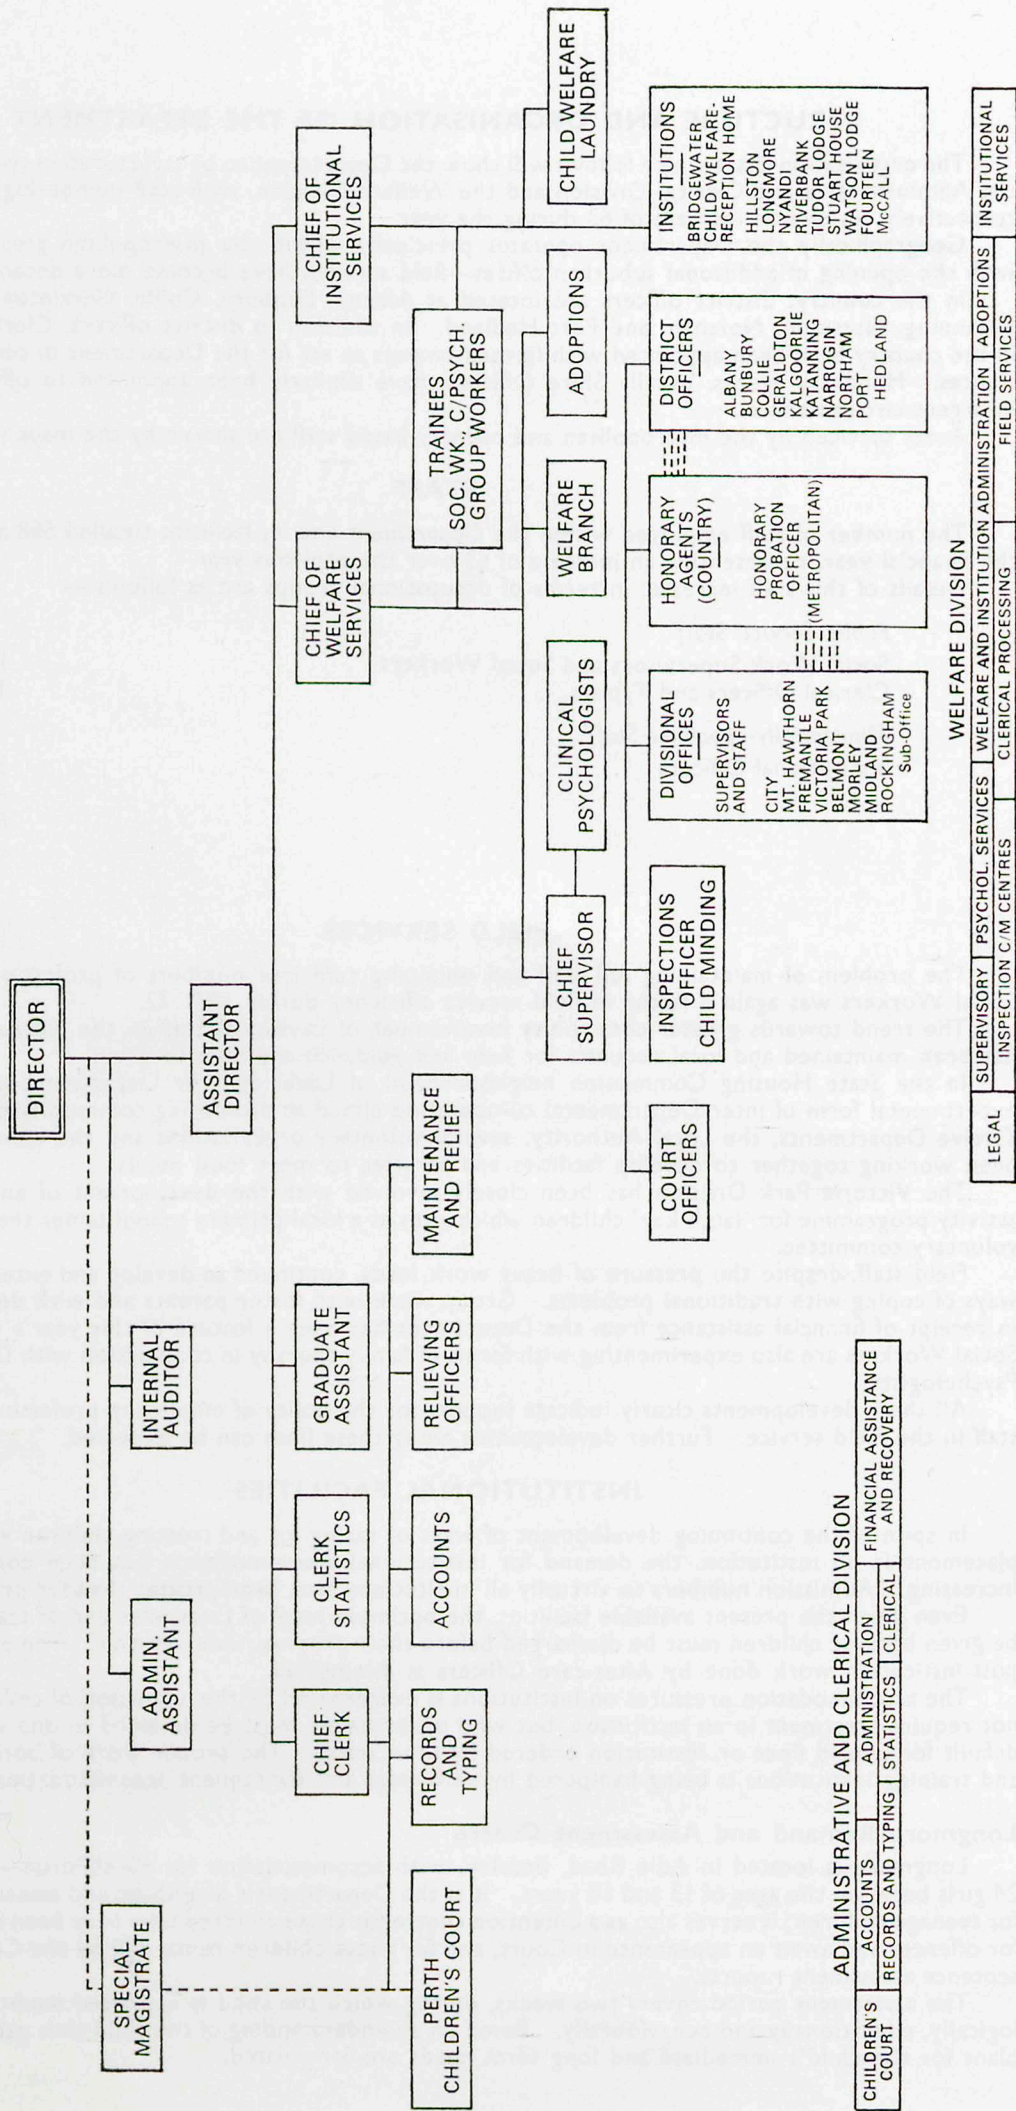 DIRECTOR
SPECIAL
MAGISTRATE
ADMIN.
ASSISTANT
INTERNAL
AUDITOR
ASSISTANT
DIRECTOR
CHIEF
CLERK
CLERK
STATISTICS
GRADUATE
ASSISTANT
CHIEF OF
WELFARE
SERVICES
CHIEF OF
INSTITUTIONAL
SERVICES
PERTH
CHILDREN'S COURT
RECORDS
AND
TYPING
ACCOUNTS
RELIEVING
OFFICERS
MAINTENANCE
AND RELIEF
TRAINEES
SOC. WK. C/PSYCH.
GROUP WORKERS
CHIEF
SUPERVISOR
CLINICAL
PSYCHOLOGISTS
WELFARE
BRANCH
ADOPTIONS
CHILD WELFARE
LAUNDRY
COURT
OFFICERS
INSPECTIONS
OFFICER
CHILD MINDING
DIVISIONAL
OFFICES
SUPERVISORS
AND STAFF
CITY
MT. HAWTHORN
FREMANTLE
VICTORIA PARK
BELMONT
MORLEY
MIDLAND
ROCKINGHAM
Sub-Office
HONORARY
AGENTS
(COUNTRY)
HONORARY
PROBATION
OFFICER
(METROPOLITAN)
DISTRICT
OFFICERS
ALBANY
BUNBURY
COLLIE
GERALDTON
KALGOORLIE
KATANNING
NARROGIN
NORTHAM
PORT
HEDLAND
INSTITUTIONS
BRIDGEWATER
CHILD WELFARE-
RECEPTION HOME
HILLSTON
LONGMORE
NYANDI
RIVERBANK
TUDOR LODGE
STUART HOUSE
WATSON LODGE
FOURSTEEN
McCALL
ADMINISTRATIVE AND CLERICAL DIVISION
CHILDREN'S
COURT
ACCOUNTS
ADMINISTRATION
FINANCIAL ASSISTANCE
AND RECOVERY
RECORDS AND TYPING
STATISTICS
CLERICAL
WELFARE DIVISION
LEGAL
SUPERVISORY
PSYCHOL. SERVICES
WELFARE AND INSTITUTION ADMINISTRATION
ADOPTIONS
INSTITUTIONAL
SERVICES
INSPECTION C/M CENTRES
CLERICAL PROCESSING
FIELD SERVICES